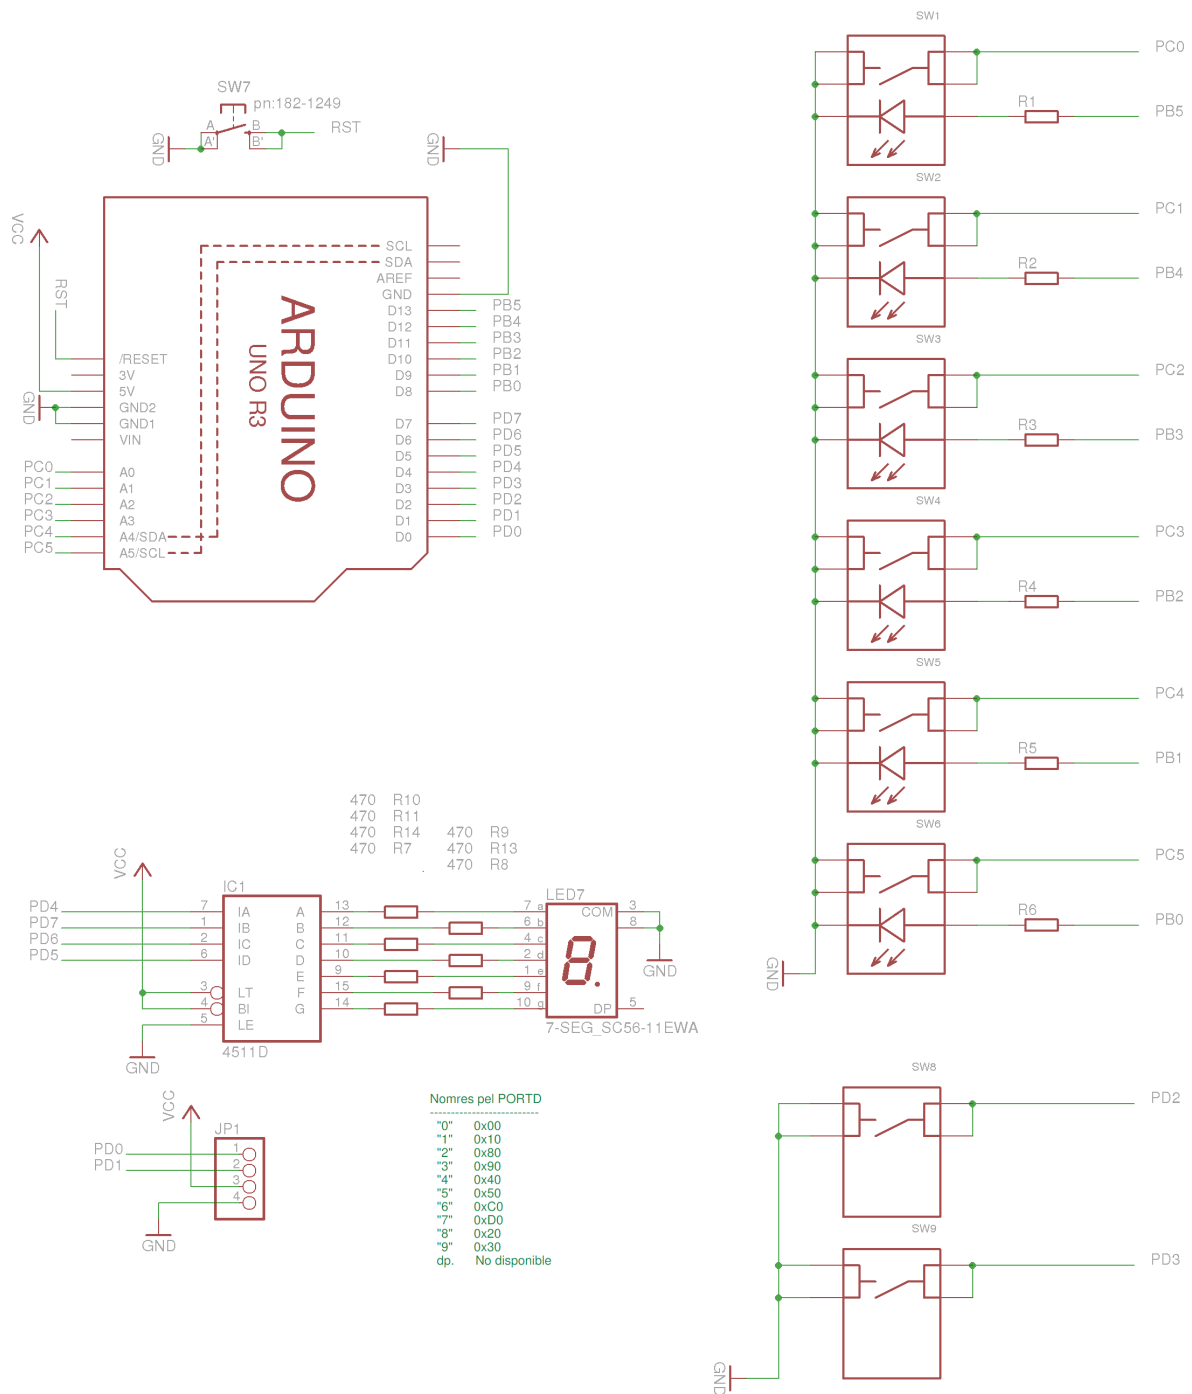 SW7
pn:182-1249
A
B
RST
A'
B'
GND
GND
VCC
RST
SCL
SDA
AREF
GND
D13 PB5
D12 PB4
D11 PB3
D10 PB2
D9 PB1
D8 PB0
D7 PD7
D6 PD6
D5 PD5
D4 PD4
D3 PD3
D2 PD2
D1 PD1
D0 PD0
ARDUINO
UNO R3
/RESET
3V
5V
GND
GND2
GND1
VIN
PC0 A0
PC1 A1
PC2 A2
PC3 A3
PC4 A4/SDA
PC5 A5/SCL
SW1
PC0
R1
PB5
SW2
PC1
R2
PB4
SW3
PC2
R3
PB3
SW4
PC3
R4
PB2
SW5
PC4
R5
PB1
SW6
PC5
R6
PB0
GND
470 R10
470 R11
470 R14 470 R9
470 R7 470 R13
470 R8
VCC
IC1
LED7
PD4 7 IA A 13 7 a COM 3
PD7 1 IB B 12 6 b 8
PD6 2 IC C 11 4 c
PD5 6 ID D 10 2 d
E 9 1 e
3 LT F 15 9 f
4 BI G 14 10 g DP 5
5 LE
GND
GND
4511D
7-SEG_SC56-11EWA
VCC
JP1
PD0 1
PD1 2
3
4
GND
Nomres pel PORTD
------------------------
"0" 0x00
"1" 0x10
"2" 0x80
"3" 0x90
"4" 0x40
"5" 0x50
"6" 0xC0
"7" 0xD0
"8" 0x20
"9" 0x30
dp. No disponible
SW8
PD2
SW9
PD3
GND